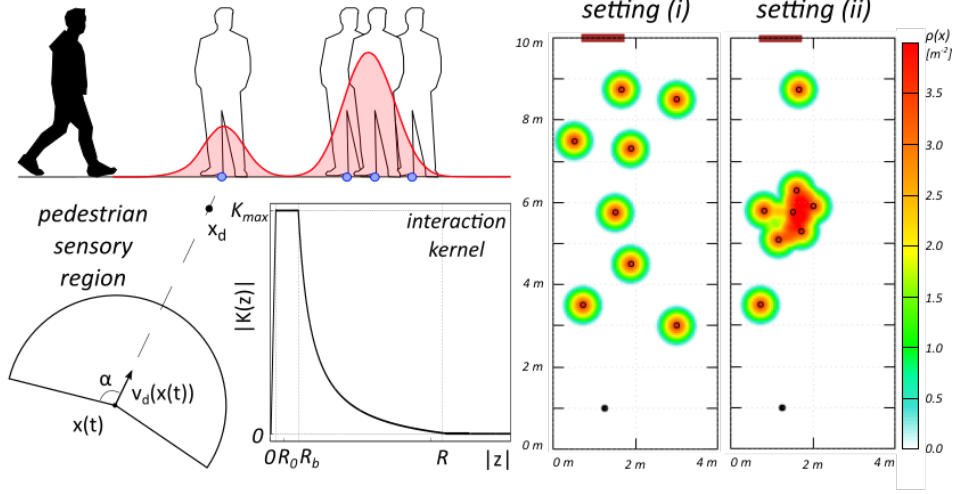 pedestrian
sensory
region
x_d
α
v_d(x(t))
x(t)
K_max
interaction
kernel
|K(z)|
0
0 R_0 R_b R |z|
setting (i)
10 m
8 m
6 m
4 m
2 m
0 m
0 m 2 m 4 m
setting (ii)
0 m 2 m 4 m
ρ(x)
[m⁻²]
3.5
3.0
2.5
2.0
1.5
1.0
0.0